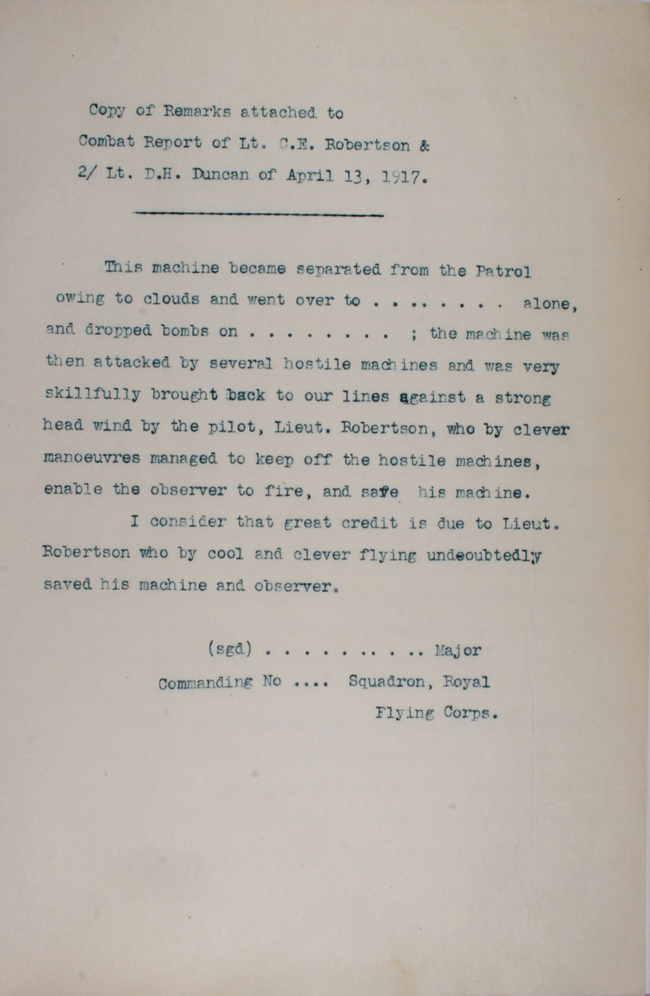 Copy of Remarks attached to
Combat Report of Lt. C.E. Robertson &
2/ Lt. D.H. Duncan of April 13, 1917.
This machine became separated from the Patrol
owing to clouds and went over to . . . . . . . . alone,
and dropped bombs on . . . . . . . . ; the machine was
then attacked by several hostile machines and was very
skillfully brought back to our lines against a strong
head wind by the pilot, Lieut. Robertson, who by clever
manoeuvres managed to keep off the hostile machines,
enable the observer to fire, and safe his machine.
I consider that great credit is due to Lieut.
Robertson who by cool and clever flying undeoubtedly
saved his machine and observer.
(sgd) . . . . . . . . . . Major
Commanding No .... Squadron, Royal
Flying Corps.